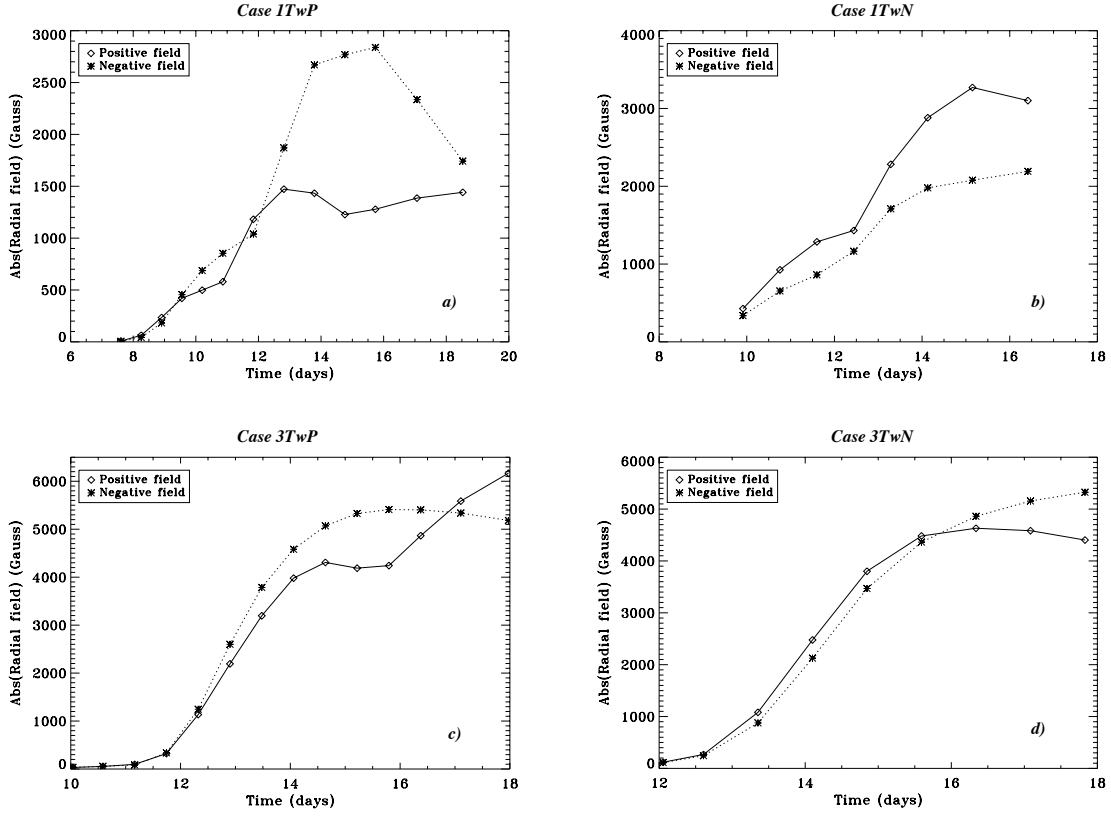 Case 1TwP
Abs(Radial field) (Gauss)
3000
2500
2000
1500
1000
500
0
Positive field
Negative field
a)
6 8 10 12 14 16 18 20
Time (days)
Case 1TwN
Abs(Radial field) (Gauss)
4000
3000
2000
1000
0
Positive field
Negative field
b)
8 10 12 14 16 18
Time (days)
Case 3TwP
Abs(Radial field) (Gauss)
6000
5000
4000
3000
2000
1000
0
Positive field
Negative field
c)
10 12 14 16 18
Time (days)
Case 3TwN
Abs(Radial field) (Gauss)
6000
5000
4000
3000
2000
1000
0
Positive field
Negative field
d)
12 13 14 15 16 17 18
Time (days)